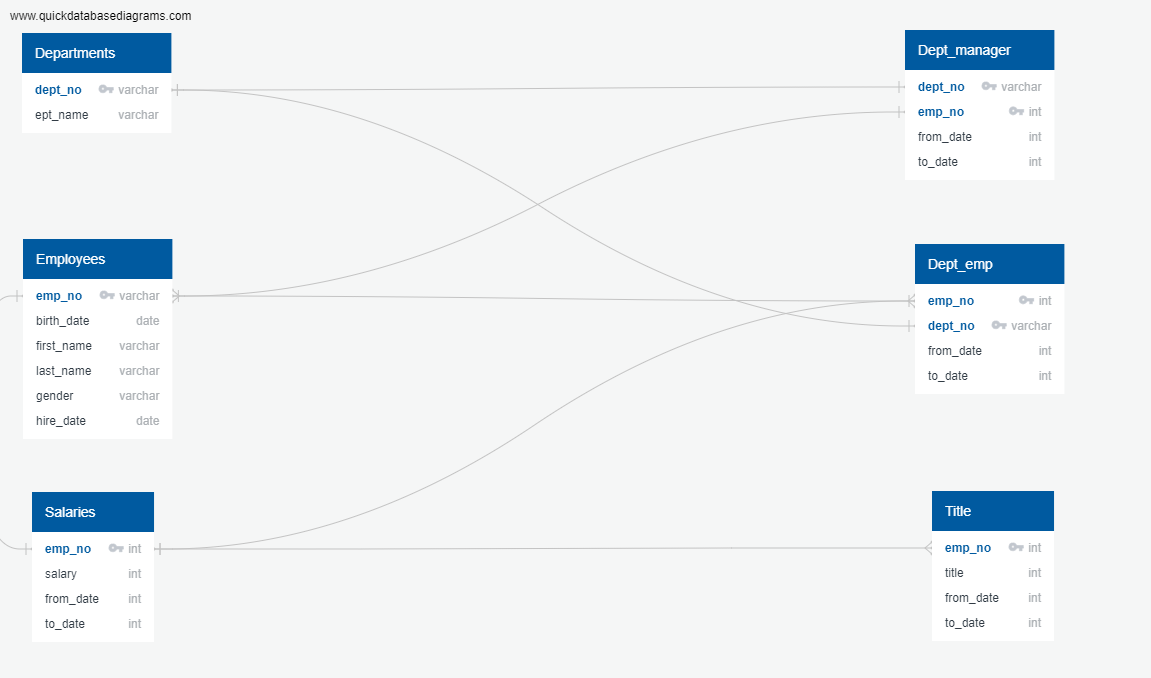 www.quickdatabasediagrams.com
Departments
dept_no varchar
ept_name varchar
Dept_manager
dept_no varchar
emp_no int
from_date int
to_date int
Employees
emp_no varchar
birth_date date
first_name varchar
last_name varchar
gender varchar
hire_date date
Dept_emp
emp_no int
dept_no varchar
from_date int
to_date int
Salaries
emp_no int
salary int
from_date int
to_date int
Title
emp_no int
title int
from_date int
to_date int